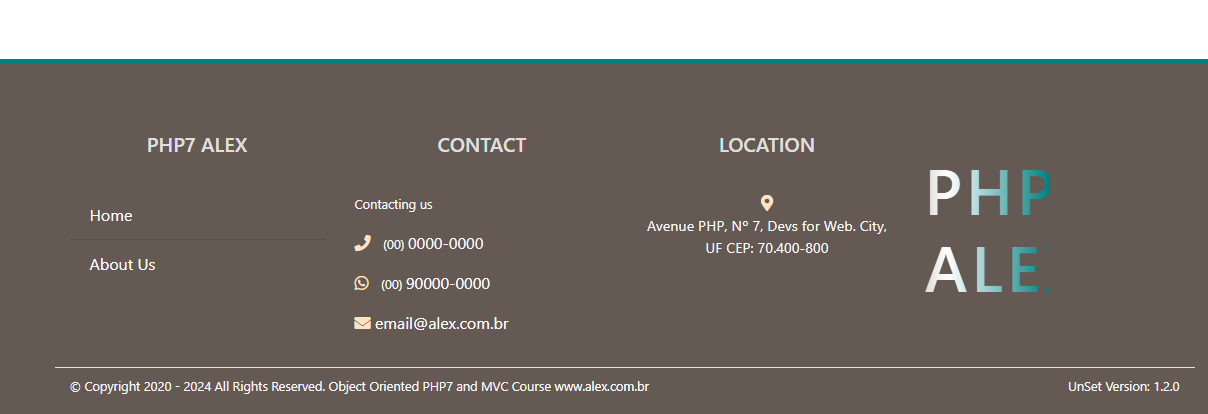 PHP7 ALEX
Home
About Us
CONTACT
Contacting us
(00) 0000-0000
(00) 90000-0000
email@alex.com.br
LOCATION
Avenue PHP, Nº 7, Devs for Web. City,
UF CEP: 70.400-800
PHP
ALE
© Copyright 2020 - 2024 All Rights Reserved. Object Oriented PHP7 and MVC Course www.alex.com.br
UnSet Version: 1.2.0